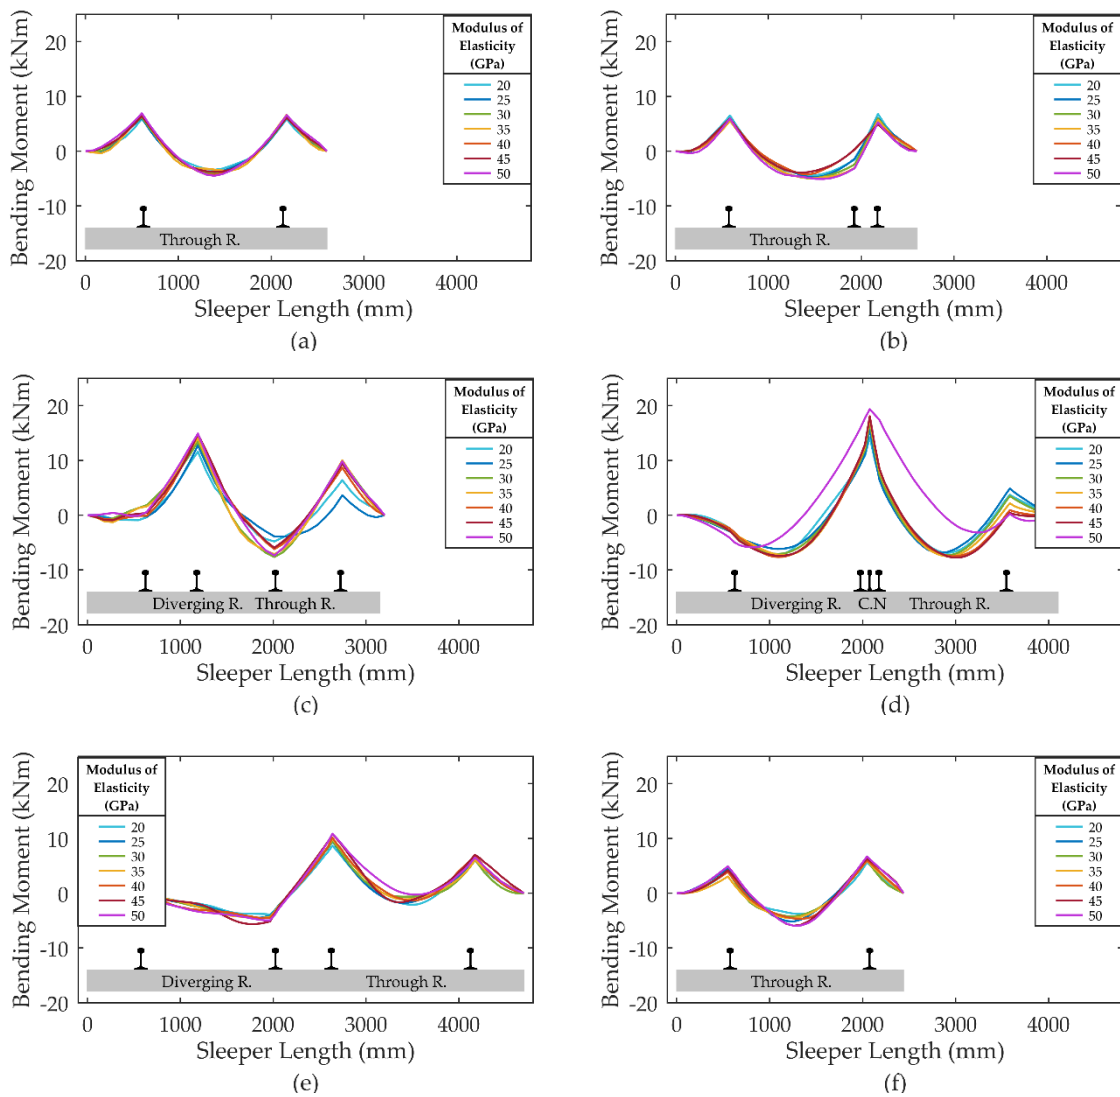 Bending Moment (kNm)
20
10
0
-10
-20
Modulus of
Elasticity
(GPa)
20
25
30
35
40
45
50
Through R.
0 1000 2000 3000 4000
Sleeper Length (mm)
(a)
Bending Moment (kNm)
20
10
0
-10
-20
Modulus of
Elasticity
(GPa)
20
25
30
35
40
45
50
Through R.
0 1000 2000 3000 4000
Sleeper Length (mm)
(b)
Bending Moment (kNm)
20
10
0
-10
-20
Modulus of
Elasticity
(GPa)
20
25
30
35
40
45
50
Diverging R. Through R.
0 1000 2000 3000 4000
Sleeper Length (mm)
(c)
Bending Moment (kNm)
20
10
0
-10
-20
Modulus of
Elasticity
(GPa)
20
25
30
35
40
45
50
Diverging R. C.N Through R.
0 1000 2000 3000 4000
Sleeper Length (mm)
(d)
Bending Moment (kNm)
20
10
0
-10
-20
Modulus of
Elasticity
(GPa)
20
25
30
35
40
45
50
Diverging R. Through R.
0 1000 2000 3000 4000
Sleeper Length (mm)
(e)
Bending Moment (kNm)
20
10
0
-10
-20
Modulus of
Elasticity
(GPa)
20
25
30
35
40
45
50
Through R.
0 1000 2000 3000 4000
Sleeper Length (mm)
(f)